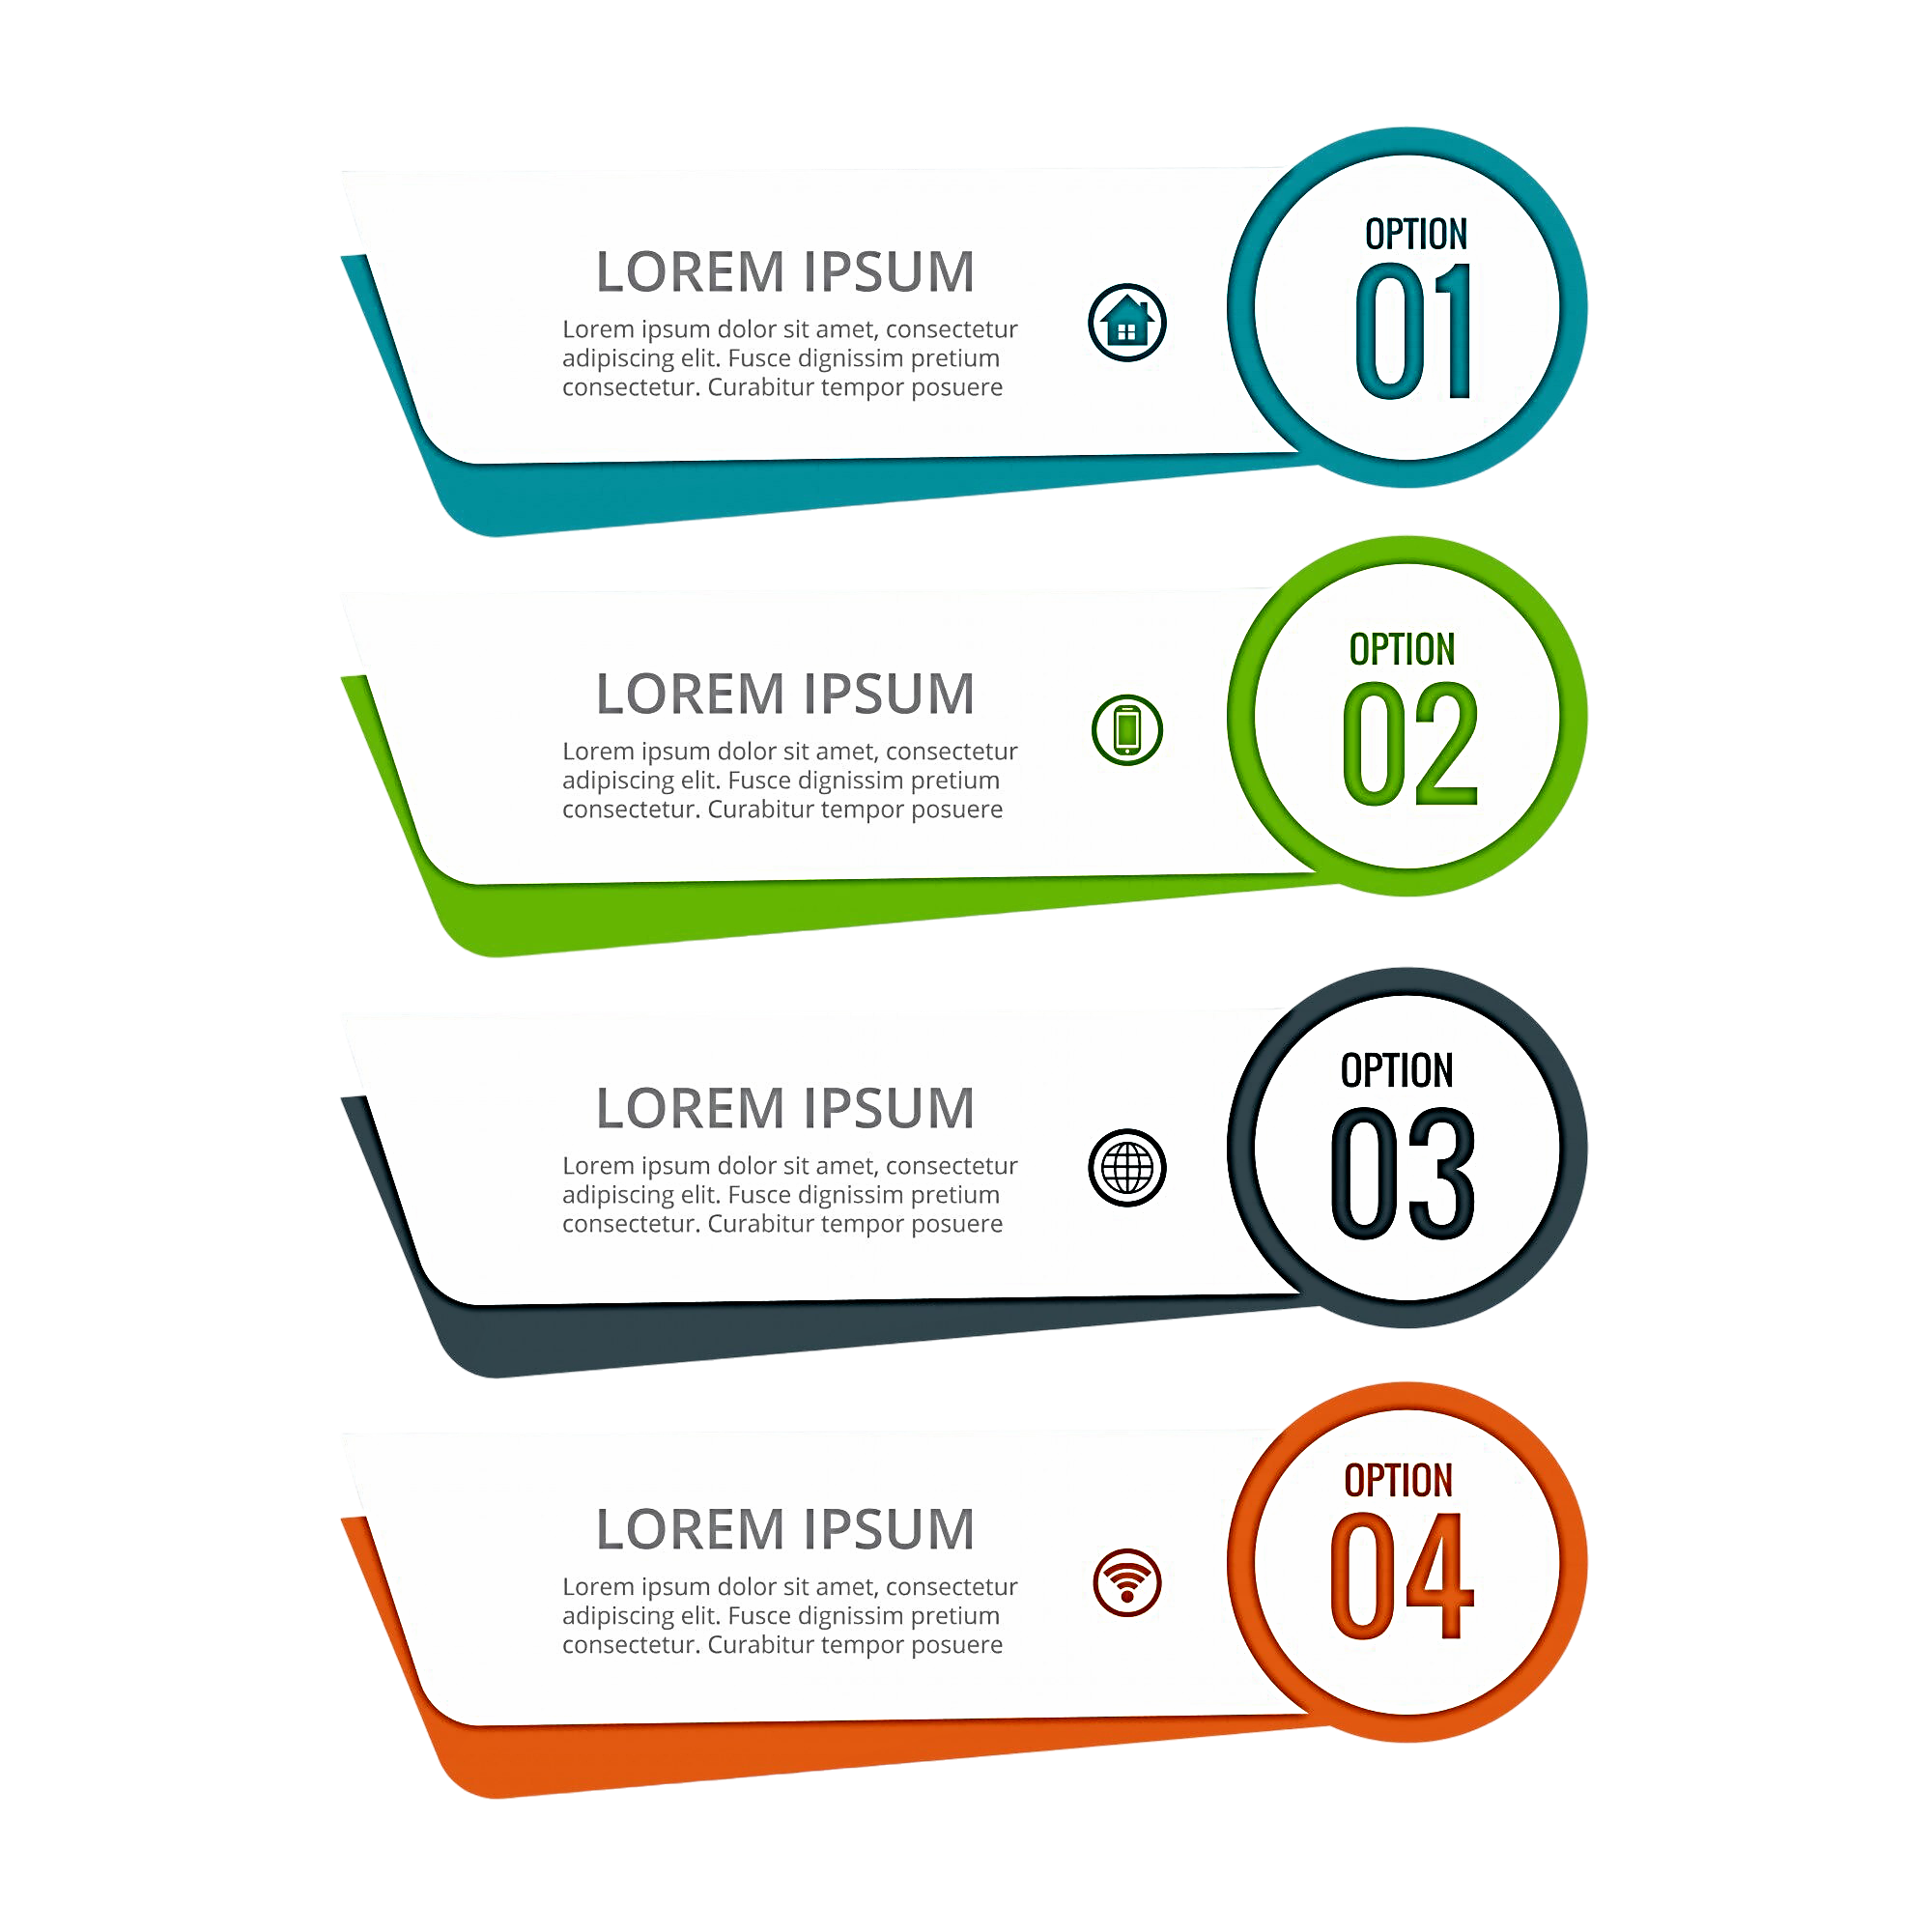 LOREM IPSUM
Lorem ipsum dolor sit amet, consectetur
adipiscing elit. Fusce dignissim pretium
consectetur. Curabitur tempor posuere
OPTION
01
LOREM IPSUM
Lorem ipsum dolor sit amet, consectetur
adipiscing elit. Fusce dignissim pretium
consectetur. Curabitur tempor posuere
OPTION
02
LOREM IPSUM
Lorem ipsum dolor sit amet, consectetur
adipiscing elit. Fusce dignissim pretium
consectetur. Curabitur tempor posuere
OPTION
03
LOREM IPSUM
Lorem ipsum dolor sit amet, consectetur
adipiscing elit. Fusce dignissim pretium
consectetur. Curabitur tempor posuere
OPTION
04